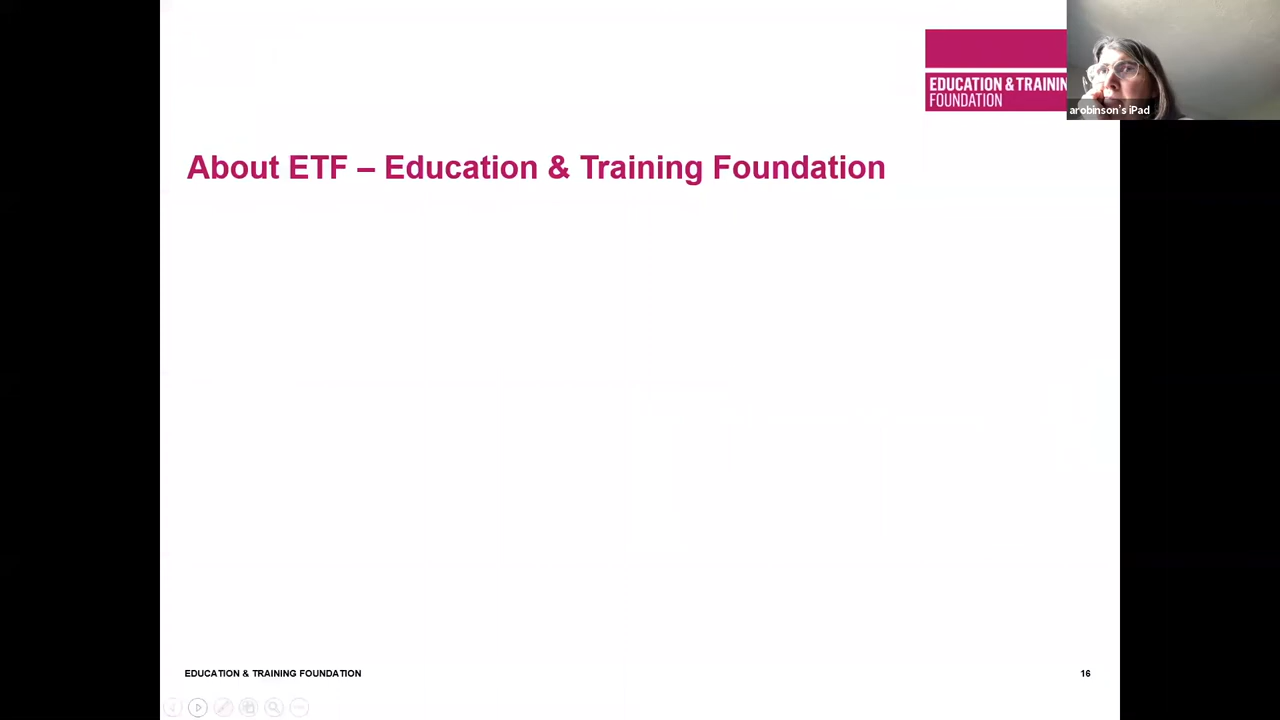 EDUCATION & TRAININ
FOUNDATION
arobinson's iPad
About ETF – Education & Training Foundation
EDUCATION & TRAINING FOUNDATION
16